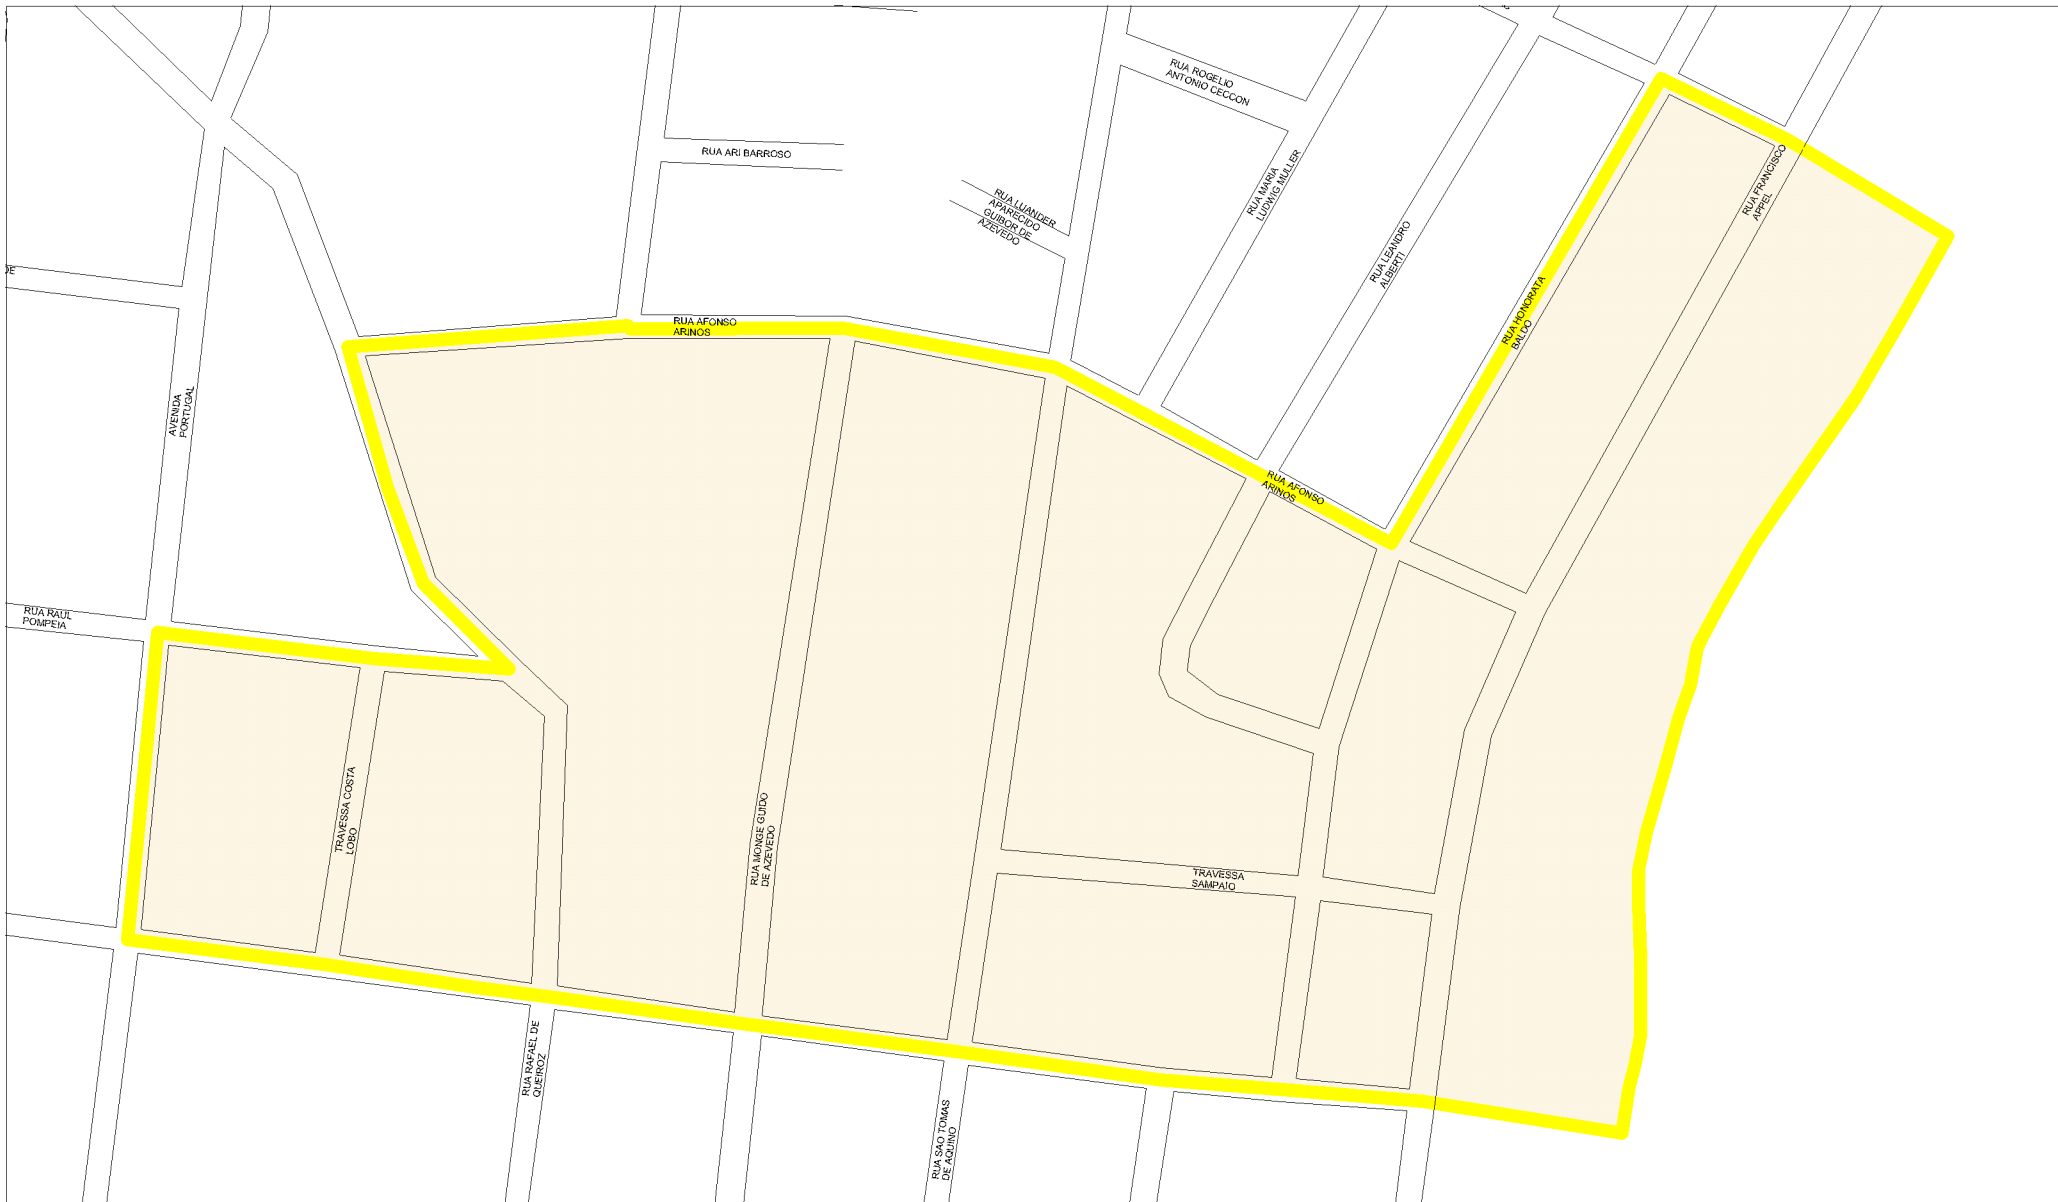 RUA ROGELIO
ANTONIO CECCON
RUA ARI BARROSO
RUA MARIA
LUDWIG MULLER
RUA FRANCISCO
APPEL
RUA LUANDER
APARECIDO
GUIBOR DE
AZEVEDO
RUA LEANDRO
ALBERTI
DE
RUA HONORATA
BALDO
RUA AFONSO
ARINOS
AVENIDA
PORTUGAL
RUA AFONSO
ARINOS
RUA RAUL
POMPEIA
TRAVESSA COSTA
LOBO
RUA MONGE GUIDO
DE AZEVEDO
TRAVESSA
SAMPAIO
RUA RAFAEL DE
QUEIROZ
RUA SAO TOMAS
DE AQUINO